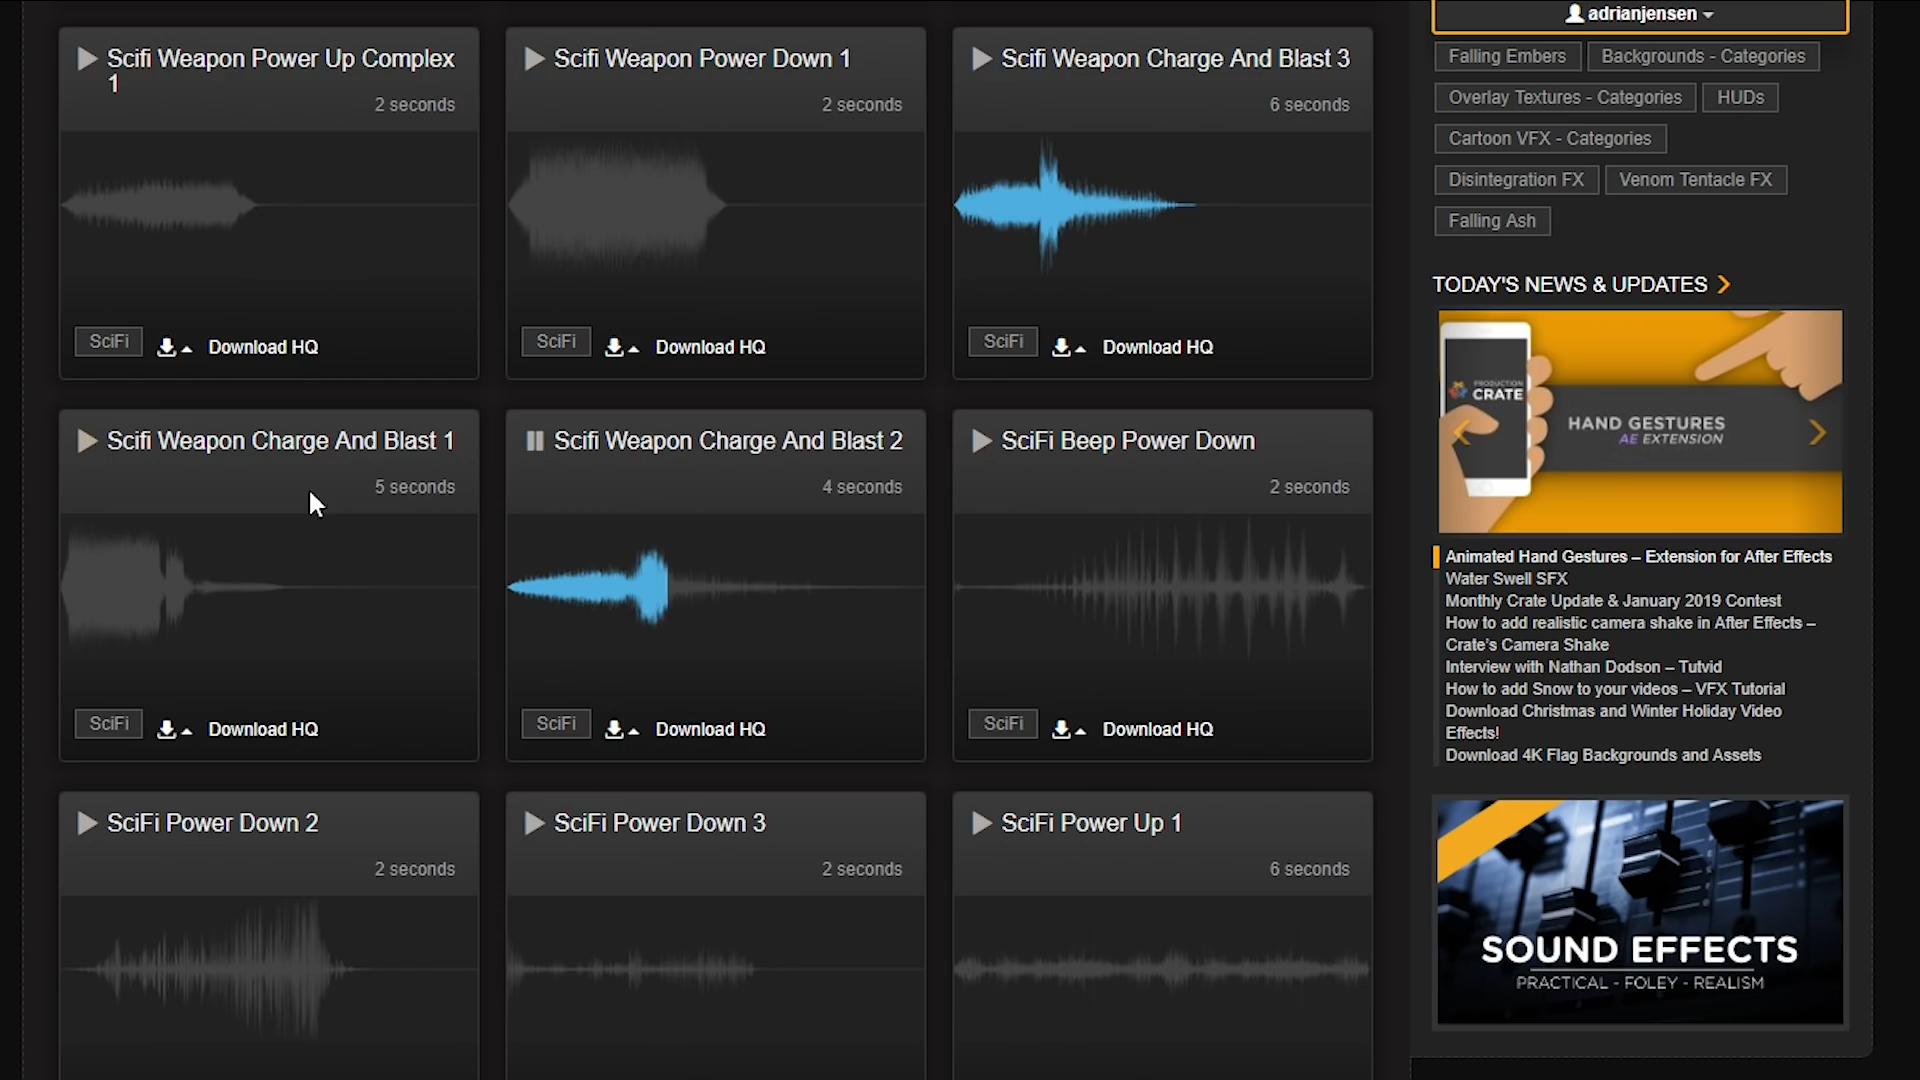 Scifi Weapon Power Up Complex
1
2 seconds
SciFi
Download HQ
Scifi Weapon Power Down 1
2 seconds
SciFi
Download HQ
Scifi Weapon Charge And Blast 3
6 seconds
SciFi
Download HQ
Scifi Weapon Charge And Blast 1
5 seconds
SciFi
Download HQ
Scifi Weapon Charge And Blast 2
4 seconds
SciFi
Download HQ
SciFi Beep Power Down
2 seconds
SciFi
Download HQ
SciFi Power Down 2
2 seconds
SciFi Power Down 3
2 seconds
SciFi Power Up 1
6 seconds
adrianjensen
Falling Embers
Backgrounds - Categories
Overlay Textures - Categories
HUDs
Cartoon VFX - Categories
Disintegration FX
Venom Tentacle FX
Falling Ash
TODAY'S NEWS & UPDATES
PRODUCTION
CRATE
HAND GESTURES
AE EXTENSION
Animated Hand Gestures – Extension for After Effects
Water Swell SFX
Monthly Crate Update & January 2019 Contest
How to add realistic camera shake in After Effects –
Crate's Camera Shake
Interview with Nathan Dodson – Tutvid
How to add Snow to your videos – VFX Tutorial
Download Christmas and Winter Holiday Video
Effects!
Download 4K Flag Backgrounds and Assets
SOUND EFFECTS
PRACTICAL - FOLEY - REALISM